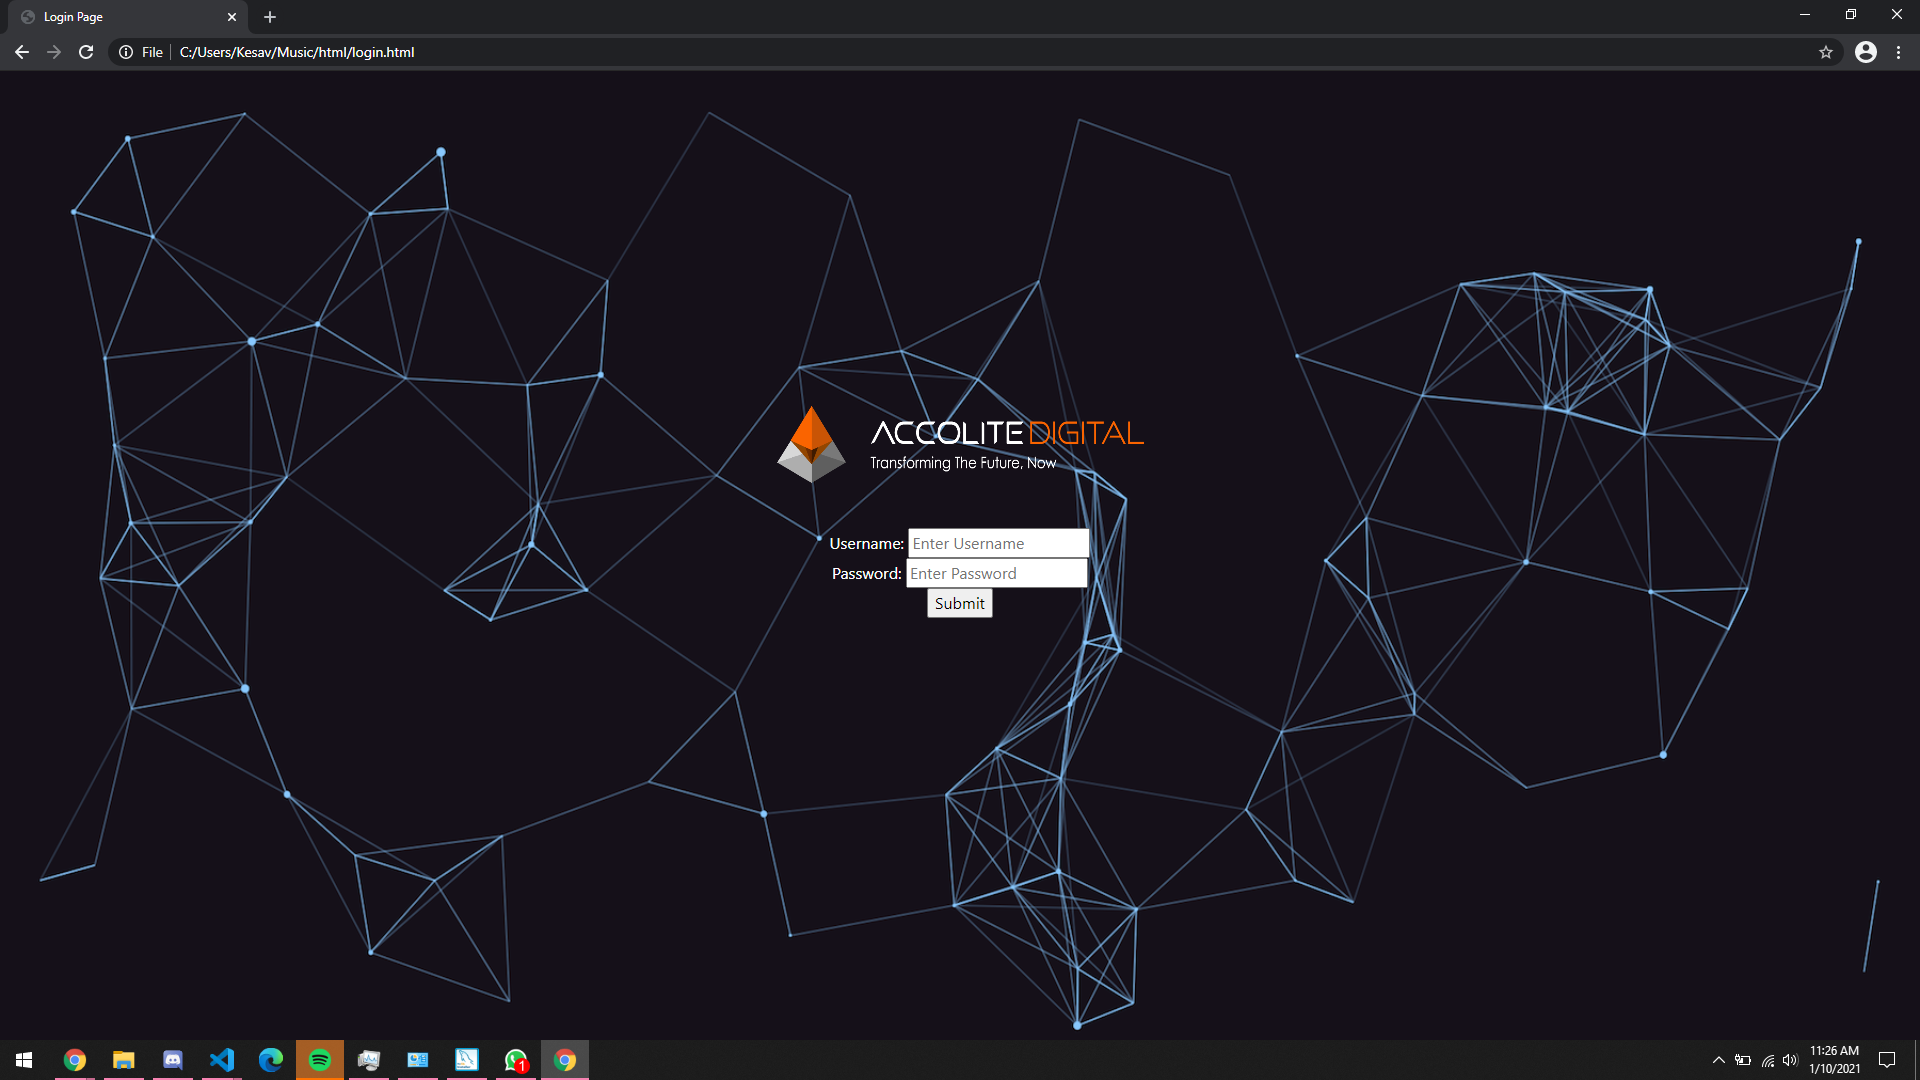 Login Page
File
C:/Users/Kesav/Music/html/login.html
ACCOLITE DIGITAL
Transforming The Future, Now
Username: Enter Username
Password: Enter Password
Submit
1
11:26 AM
1/10/2021